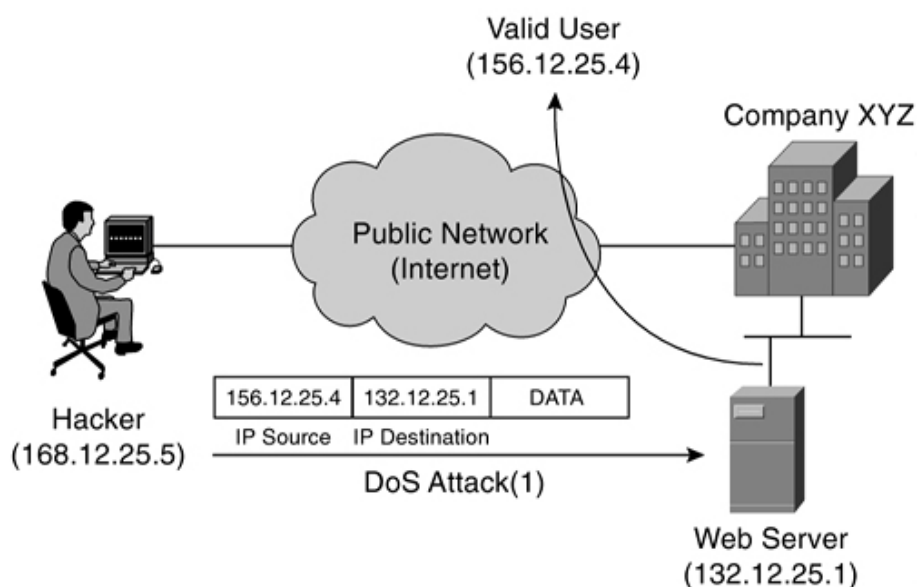 Valid User
(156.12.25.4)
Company XYZ
Public Network
(Internet)
Hacker
(168.12.25.5)
156.12.25.4 132.12.25.1 DATA
IP Source IP Destination
DoS Attack(1)
Web Server
(132.12.25.1)